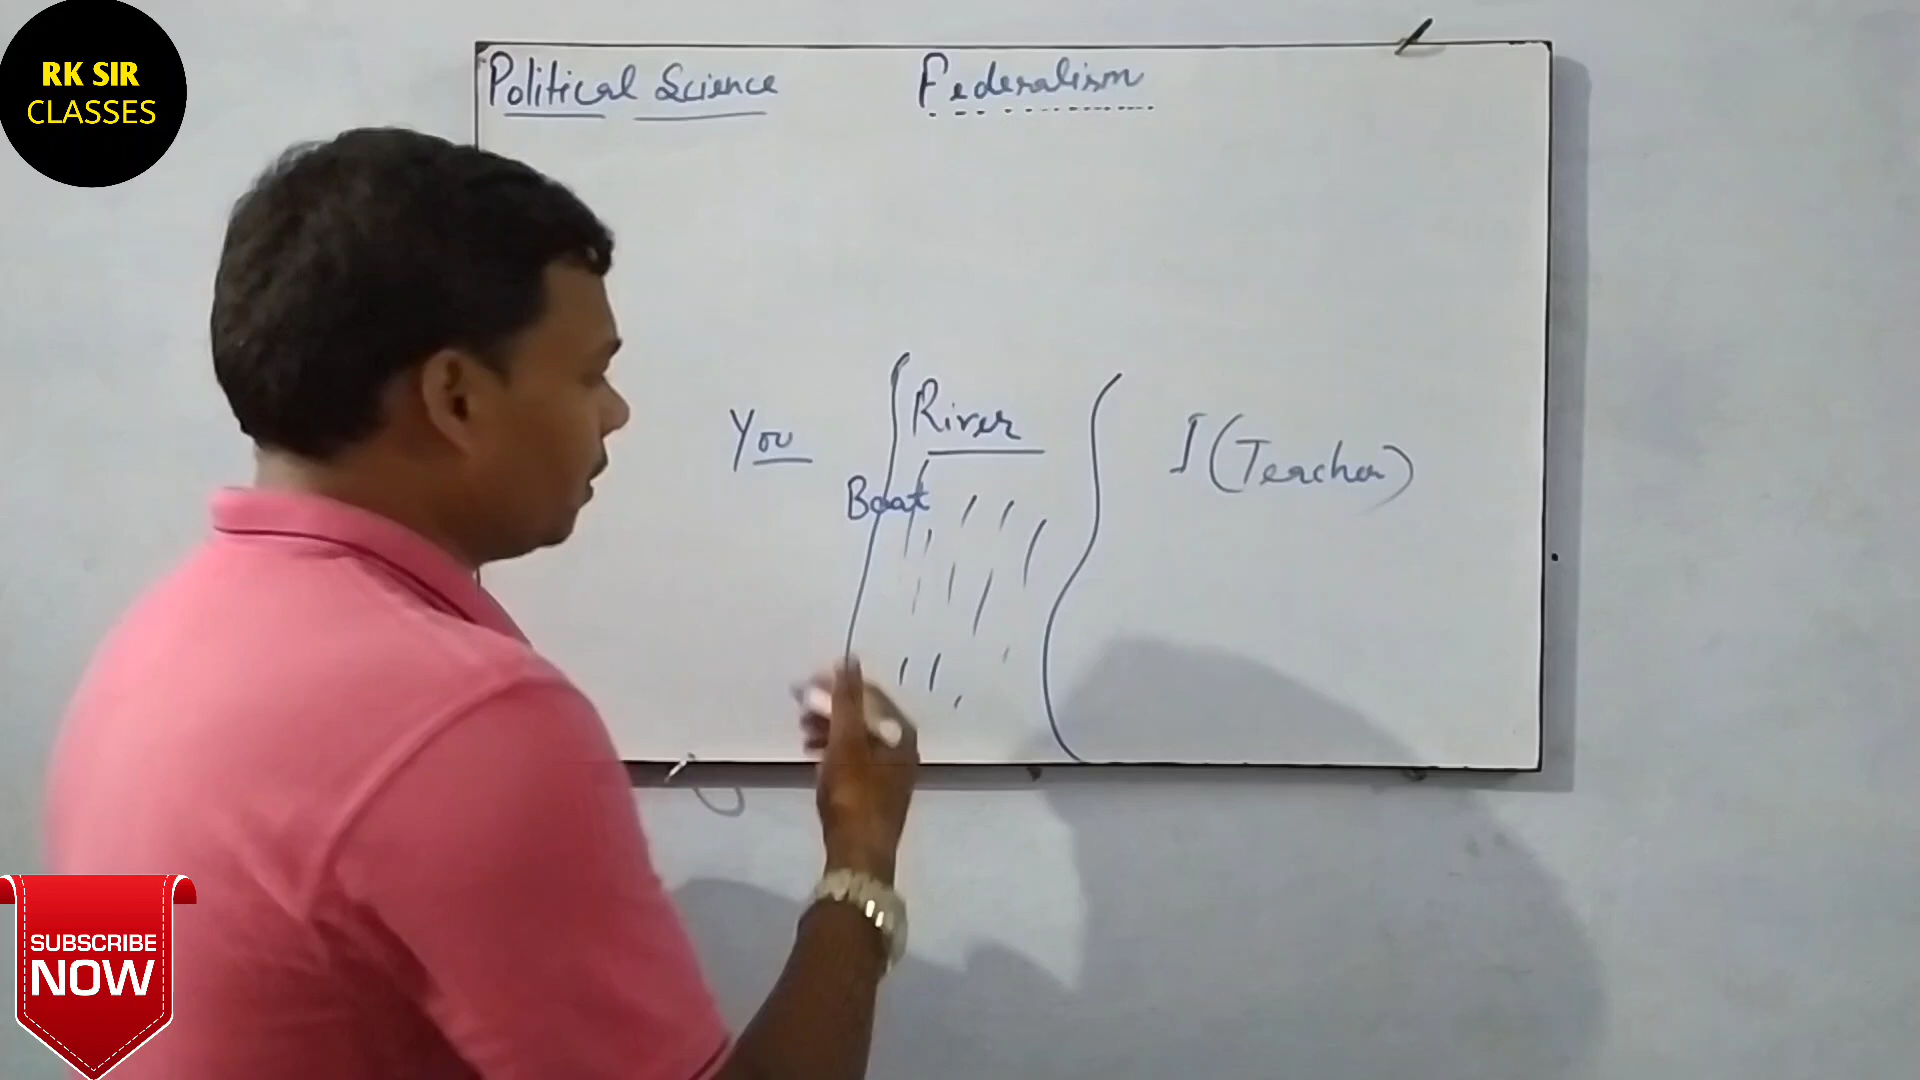 RK SIR
CLASSES
Political Science Federalism
You River I (Teacher)
Boat
SUBSCRIBE
NOW